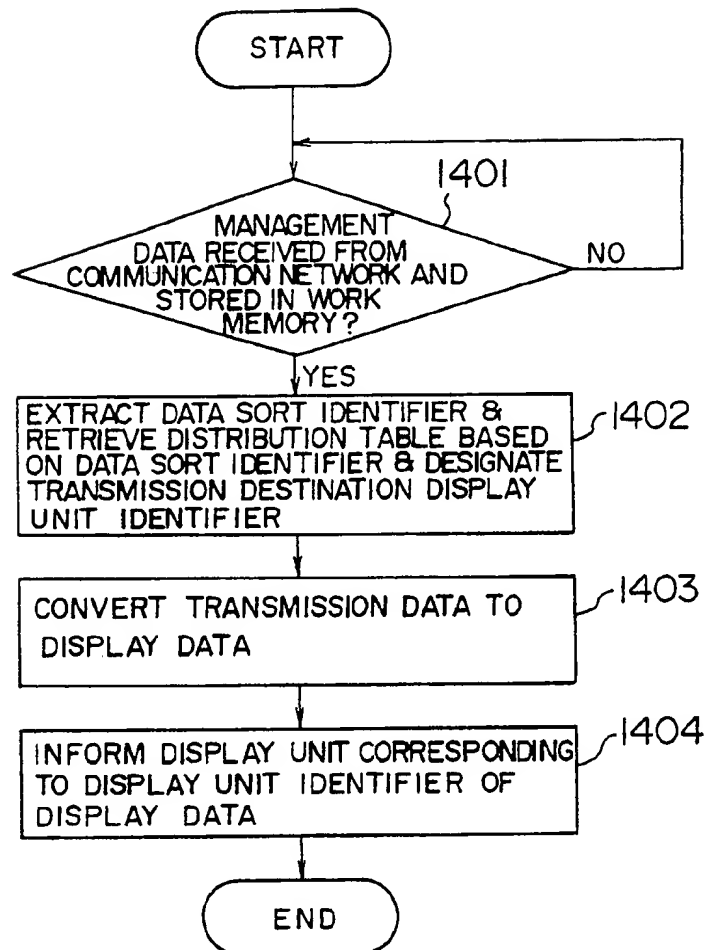 START
1401
MANAGEMENT
DATA RECEIVED FROM
COMMUNICATION NETWORK AND
STORED IN WORK
MEMORY?
NO
YES
1402
EXTRACT DATA SORT IDENTIFIER &
RETRIEVE DISTRIBUTION TABLE BASED
ON DATA SORT IDENTIFIER & DESIGNATE
TRANSMISSION DESTINATION DISPLAY
UNIT IDENTIFIER
1403
CONVERT TRANSMISSION DATA TO
DISPLAY DATA
1404
INFORM DISPLAY UNIT CORRESPONDING
TO DISPLAY UNIT IDENTIFIER OF
DISPLAY DATA
END